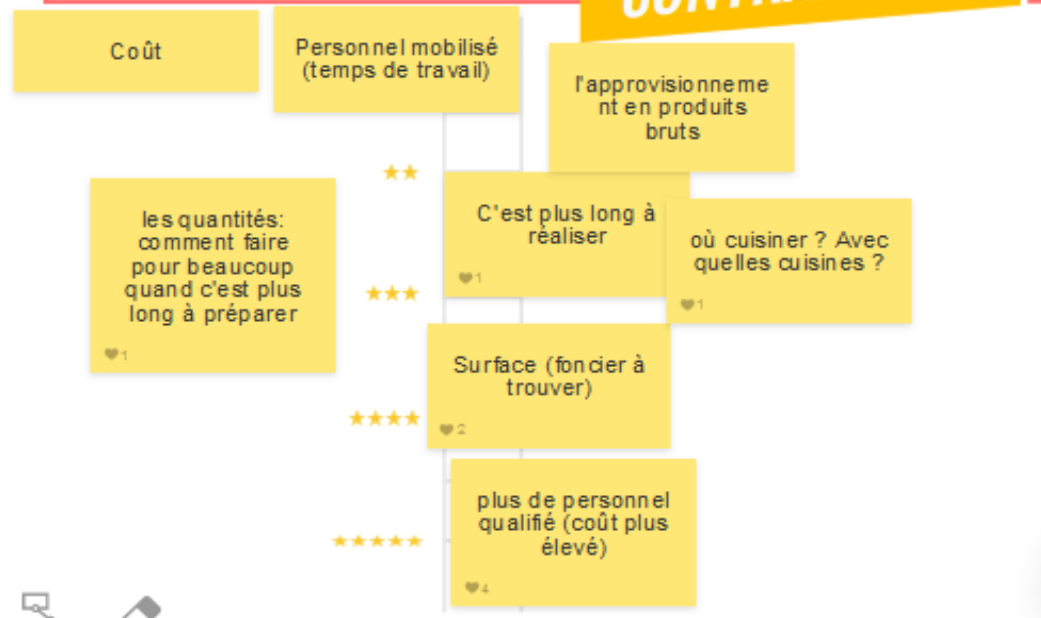 Coût
Personnel mobilisé
(temps de travail)
l'approvisionneme
nt en produits
bruts
les quantités:
comment faire
pour beaucoup
quand c'est plus
long à préparer
1
C'est plus long à
réaliser
1
où cuisiner ? Avec
quelles cuisines ?
1
Surface (foncier à
trouver)
2
plus de personnel
qualifié (coût plus
élevé)
4